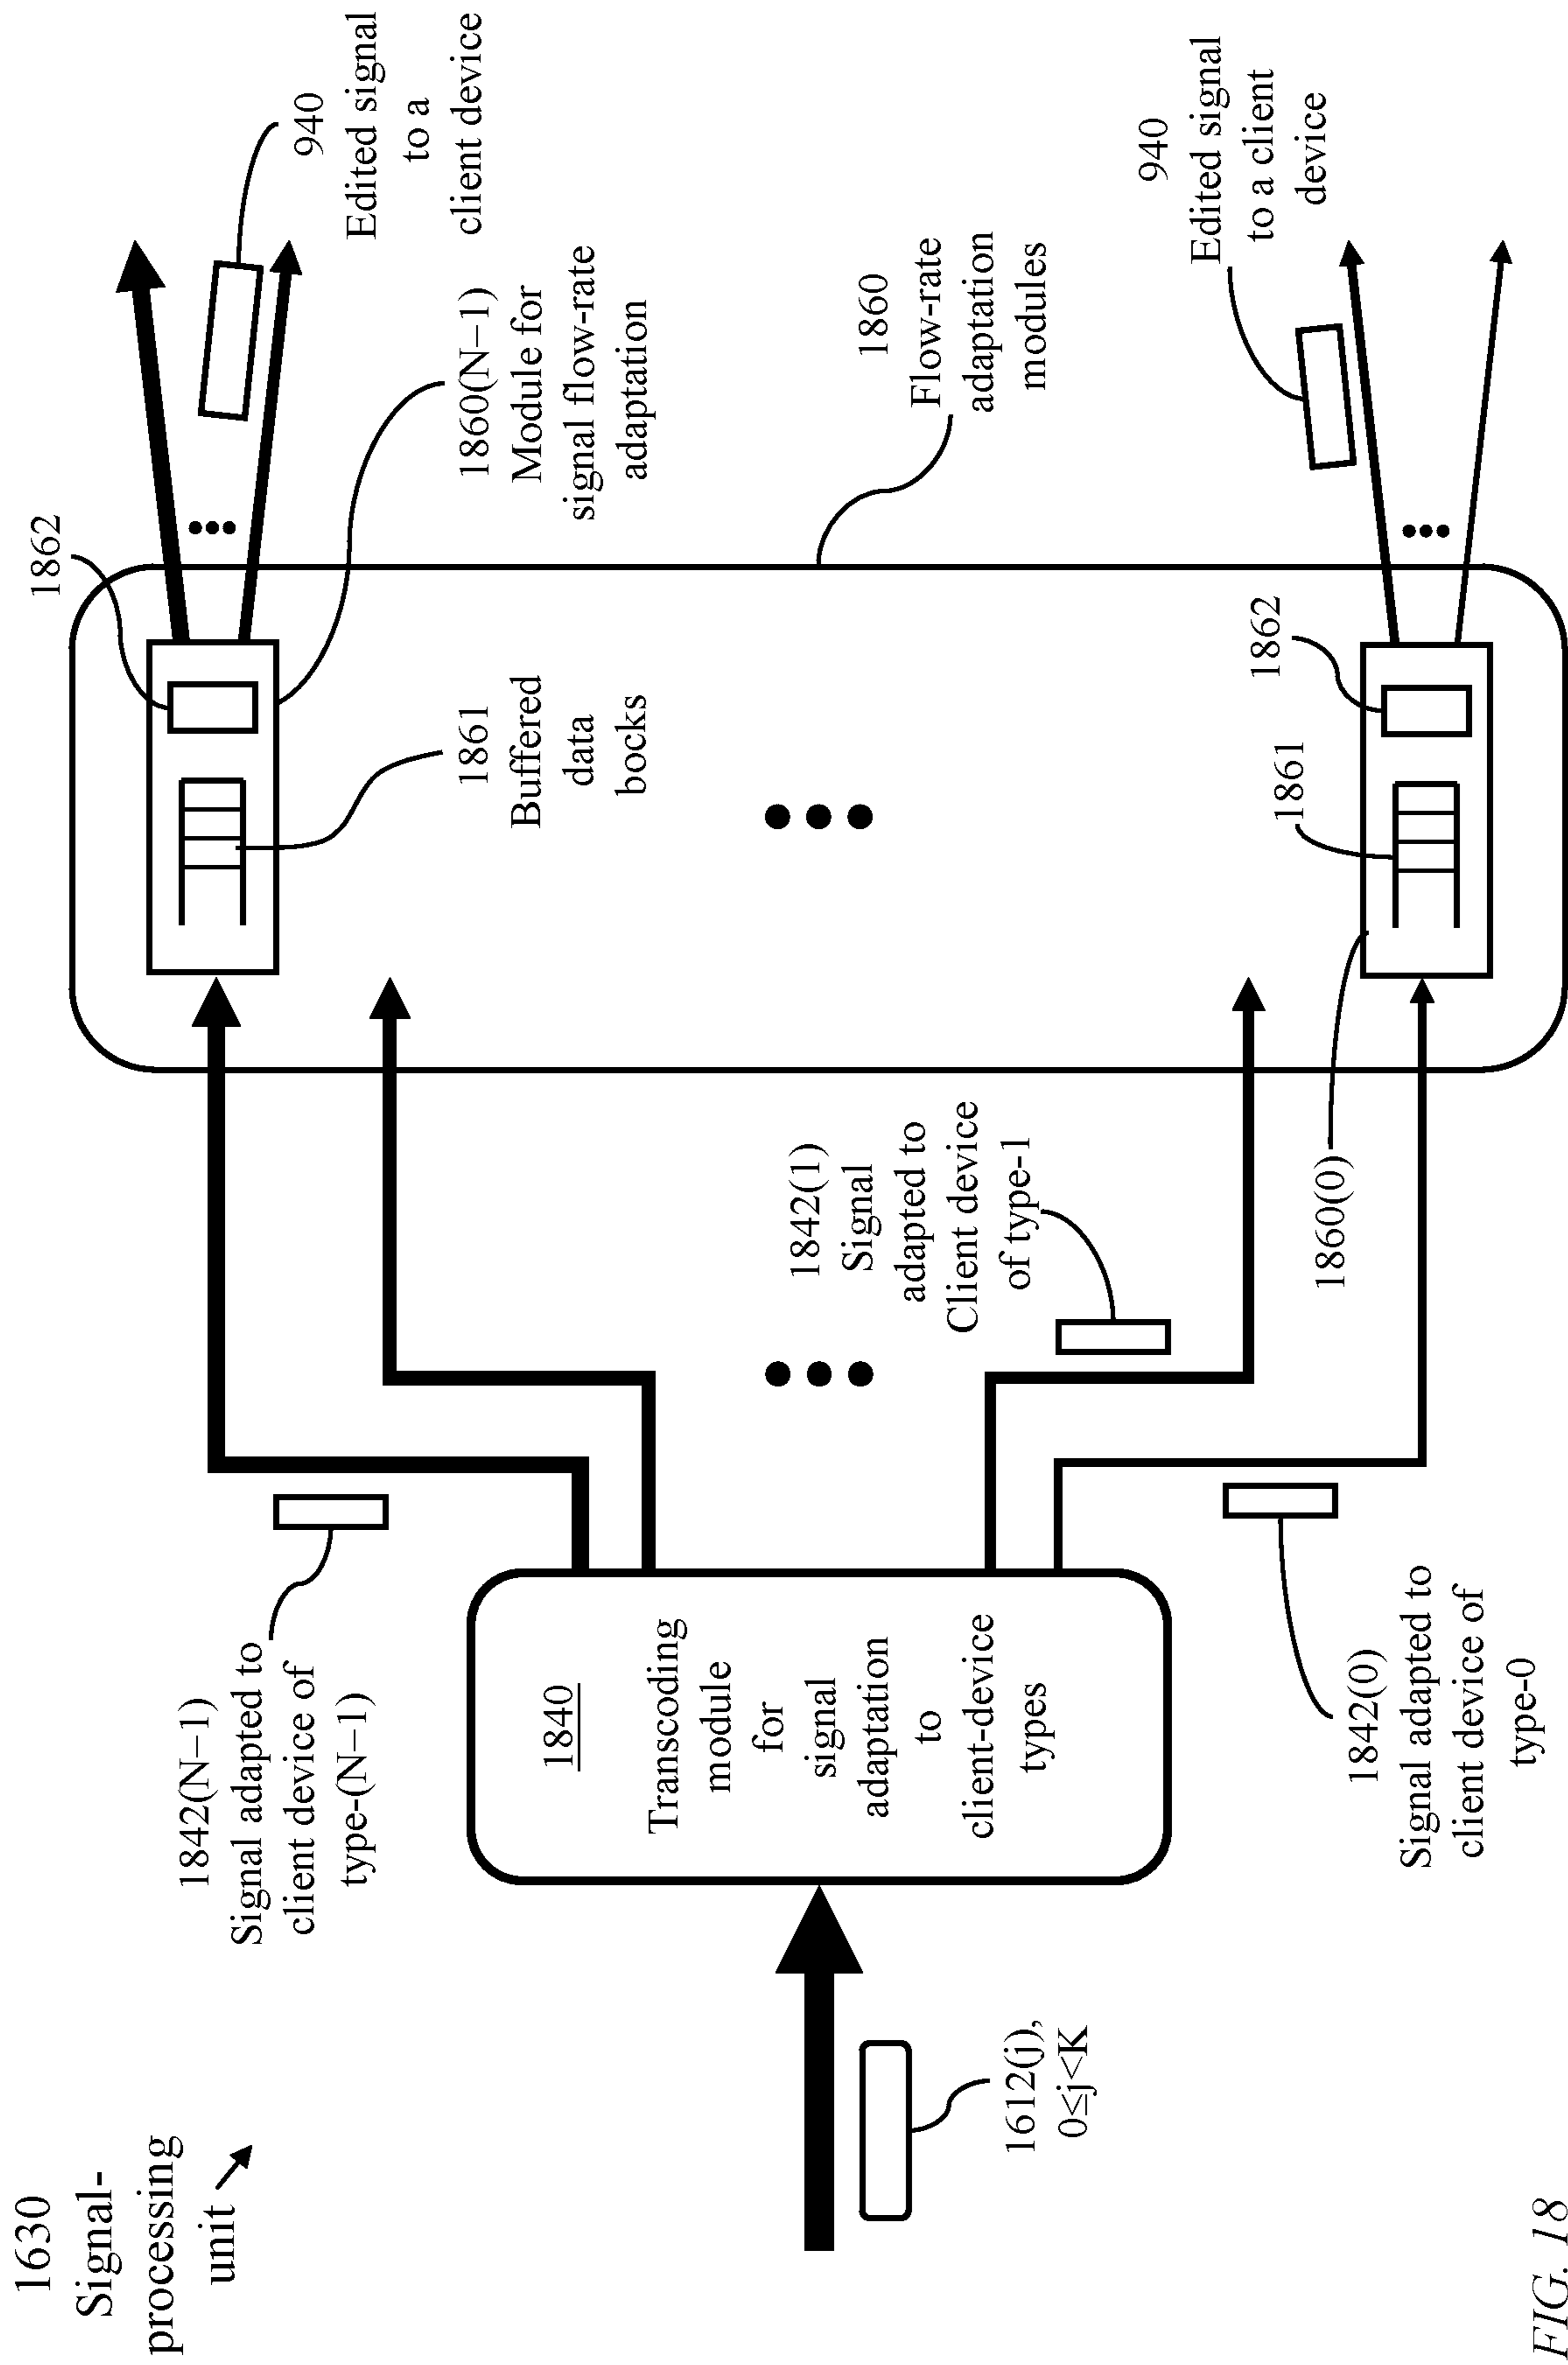 1630
Signal-
processing
unit
1842(N−1)
Signal adapted to
client device of
type-(N−1)
1862
940
Edited signal
to a
client device
1860(N−1)
Module for
signal flow-rate
adaptation
1861
Buffered
data
bocks
1612(j),
0≤j<K
1840
Transcoding
module
for
signal
adaptation
to
client-device
types
1842(1)
Signal
adapted to
Client device
of type-1
1860
Flow-rate
adaptation
modules
940
Edited signal
to a client
device
1862
1861
1860(0)
1842(0)
Signal adapted to
client device of
type-0
FIG. 18